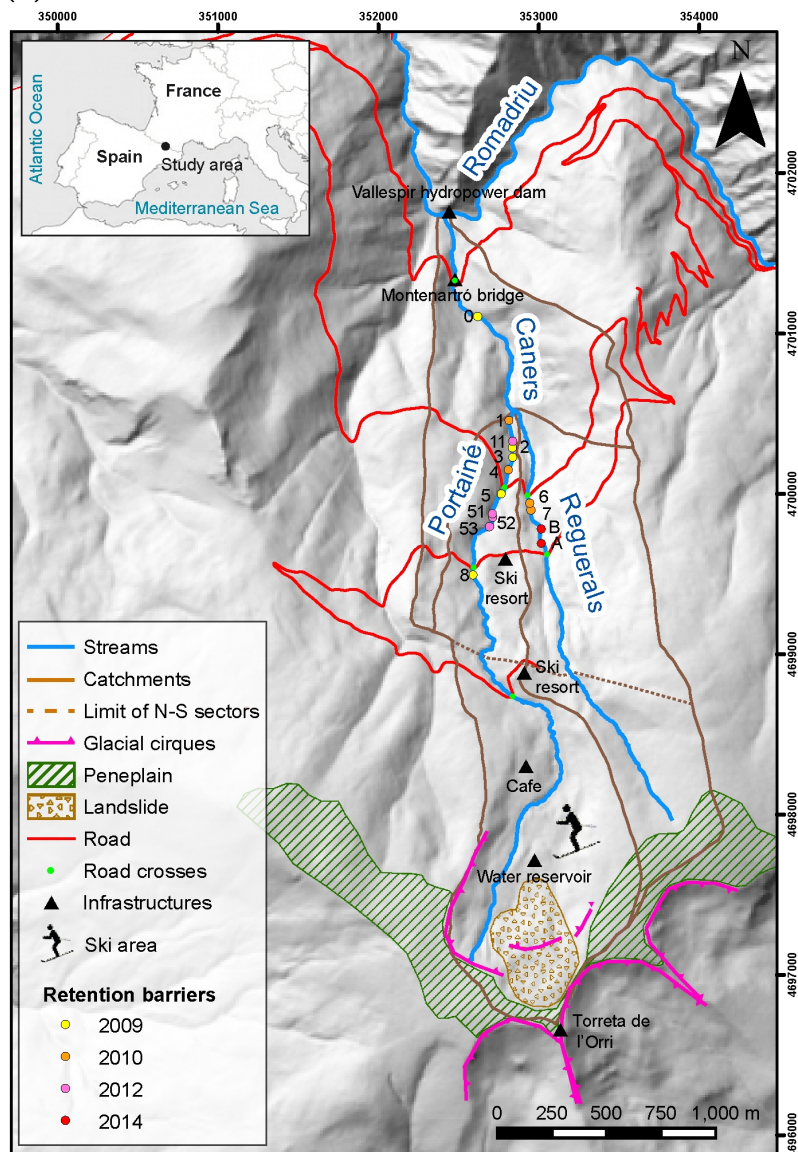 350000
351000
352000
353000
354000
N
France
Spain
Study area
Atlantic Ocean
Mediterranean Sea
Romadriu
4702000
Vallespir hydropower dam
Montenartró bridge
0
4701000
Caners
1
11
2
3
4
Portainé
4700000
5
6
7
51
52
53
B
A
Reguerals
8
Ski
resort
4699000
Ski
resort
Cafe
4698000
Water reservoir
4697000
Torreta de
l'Orri
4696000
Streams
Catchments
Limit of N-S sectors
Glacial cirques
Peneplain
Landslide
Road
Road crosses
Infrastructures
Ski area
Retention barriers
2009
2010
2012
2014
0 250 500 750 1,000 m